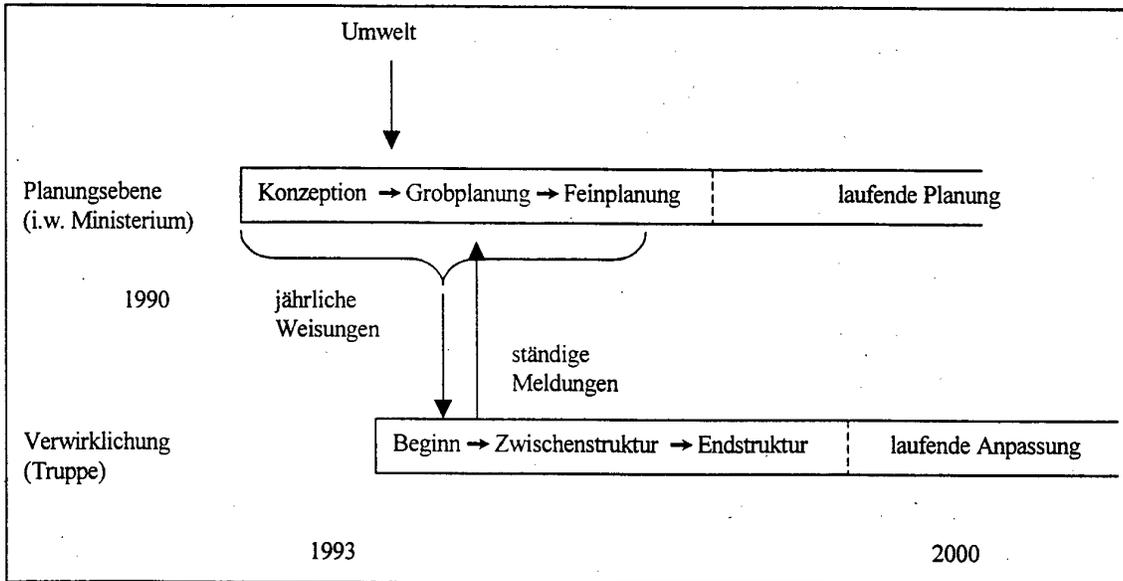 Umwelt
Planungsebene
(i.w. Ministerium)
Konzeption → Grobplanung → Feinplanung
laufende Planung
1990
jährliche
Weisungen
ständige
Meldungen
Verwirklichung
(Truppe)
Beginn → Zwischenstruktur → Endstruktur
laufende Anpassung
1993
2000